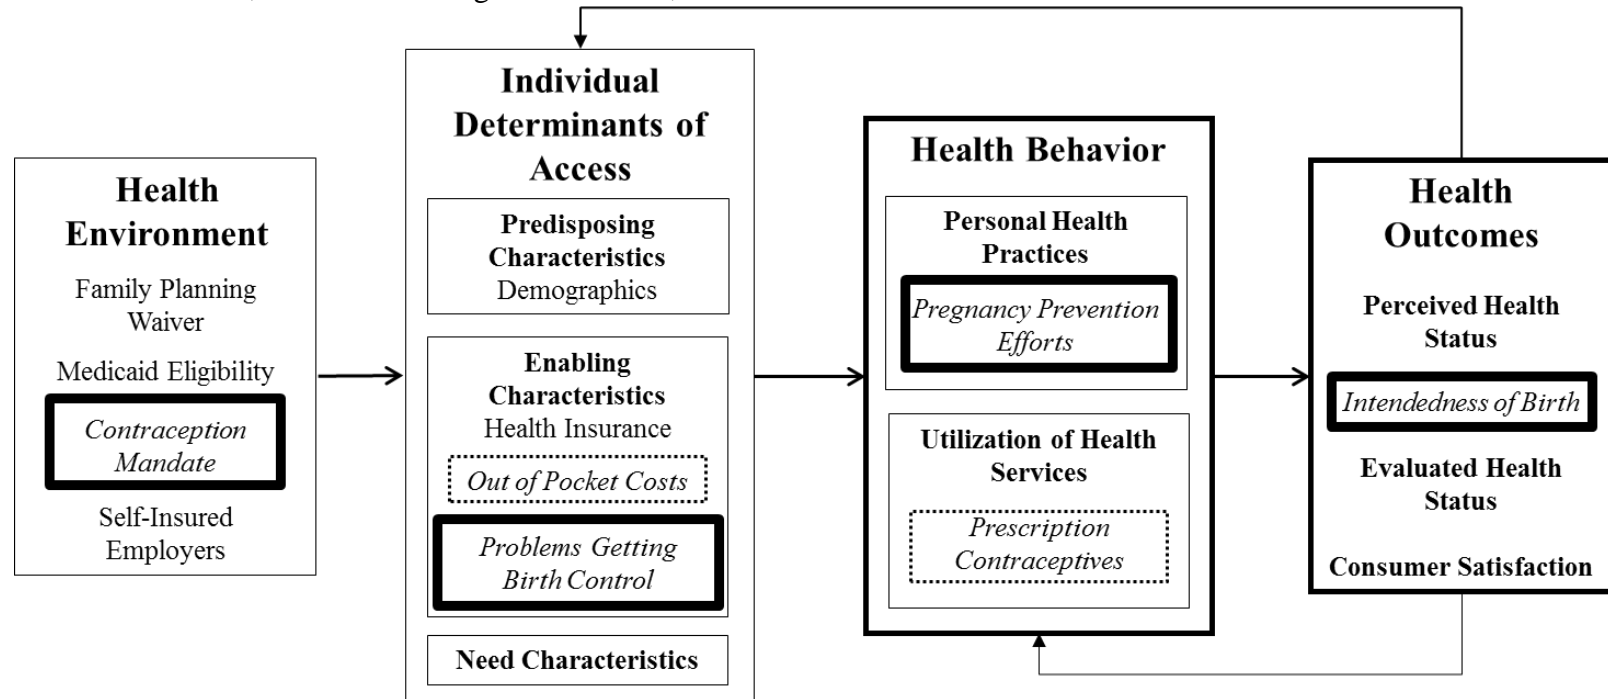 Health
Environment
Family Planning
Waiver
Medicaid Eligibility
Contraception
Mandate
Self-Insured
Employers
Individual
Determinants of
Access
Predisposing
Characteristics
Demographics
Enabling
Characteristics
Health Insurance
Out of Pocket Costs
Problems Getting
Birth Control
Need Characteristics
Health Behavior
Personal Health
Practices
Pregnancy Prevention
Efforts
Utilization of Health
Services
Prescription
Contraceptives
Health
Outcomes
Perceived Health
Status
Intendedness of Birth
Evaluated Health
Status
Consumer Satisfaction